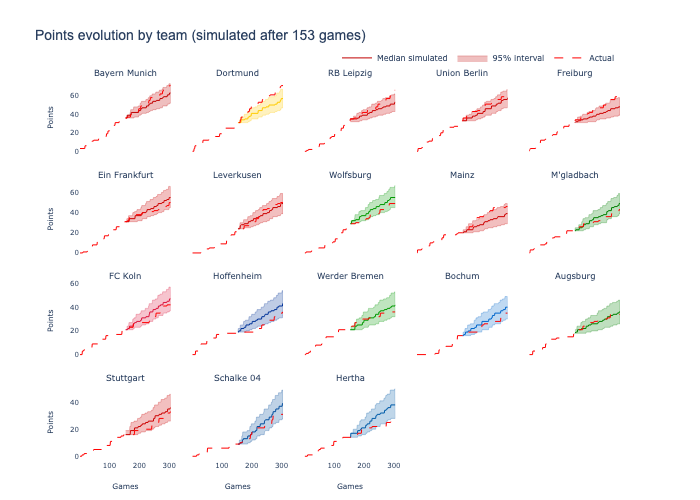 Points evolution by team (simulated after 153 games)
Median simulated 95% interval Actual
Bayern Munich Dortmund RB Leipzig Union Berlin Freiburg
Points
60
40
20
0
Ein Frankfurt Leverkusen Wolfsburg Mainz M'gladbach
Points
60
40
20
0
FC Koln Hoffenheim Werder Bremen Bochum Augsburg
Points
60
40
20
0
Stuttgart Schalke 04 Hertha
Points
40
20
0
100 200 300 100 200 300 100 200 300
Games Games Games